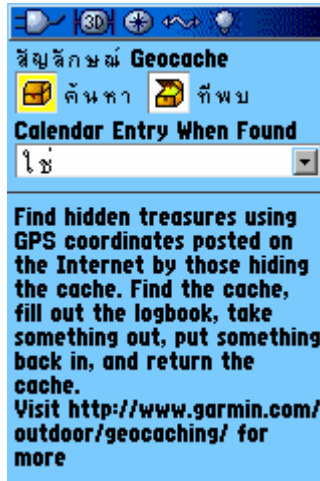 3D
สัญลักษณ์ Geocache
ค้นหา ที่พบ
Calendar Entry When Found
ใช่
Find hidden treasures using
GPS coordinates posted on
the Internet by those hiding
the cache. Find the cache,
fill out the logbook, take
something out, put something
back in, and return the
cache.
Visit http://www.garmin.com/
outdoor/geocaching/ for
more